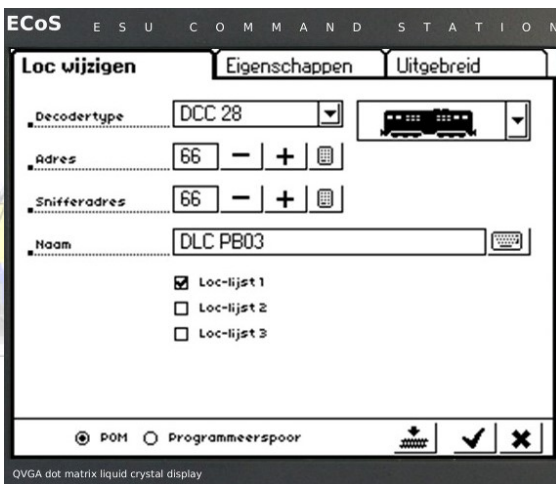 ECoS ESU COMMAND STATION
Loc wijzigen Eigenschappen Uitgebreid
Decodertype DCC 28
Adres 66
Snifferadres 66
Naam DLC PB03
Loc-lijst 1
Loc-lijst 2
Loc-lijst 3
POM Programmeerspoor
QVGA dot matrix liquid crystal display